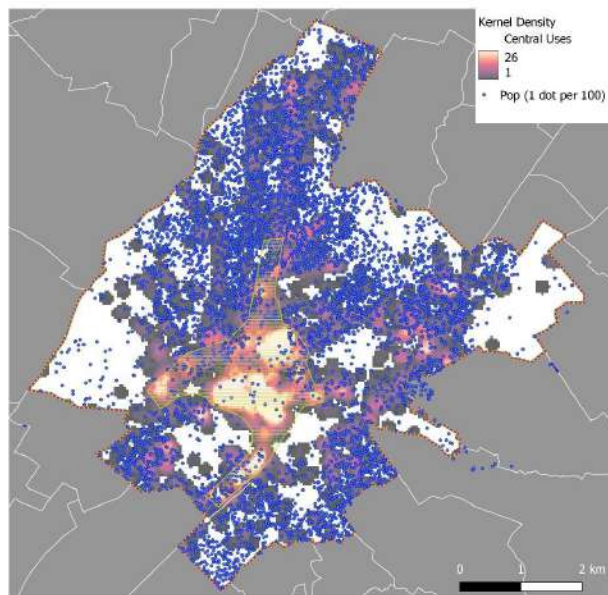 Kernel Density
Central Uses
26
1
Pop (1 dot per 100)
0 1 2 km